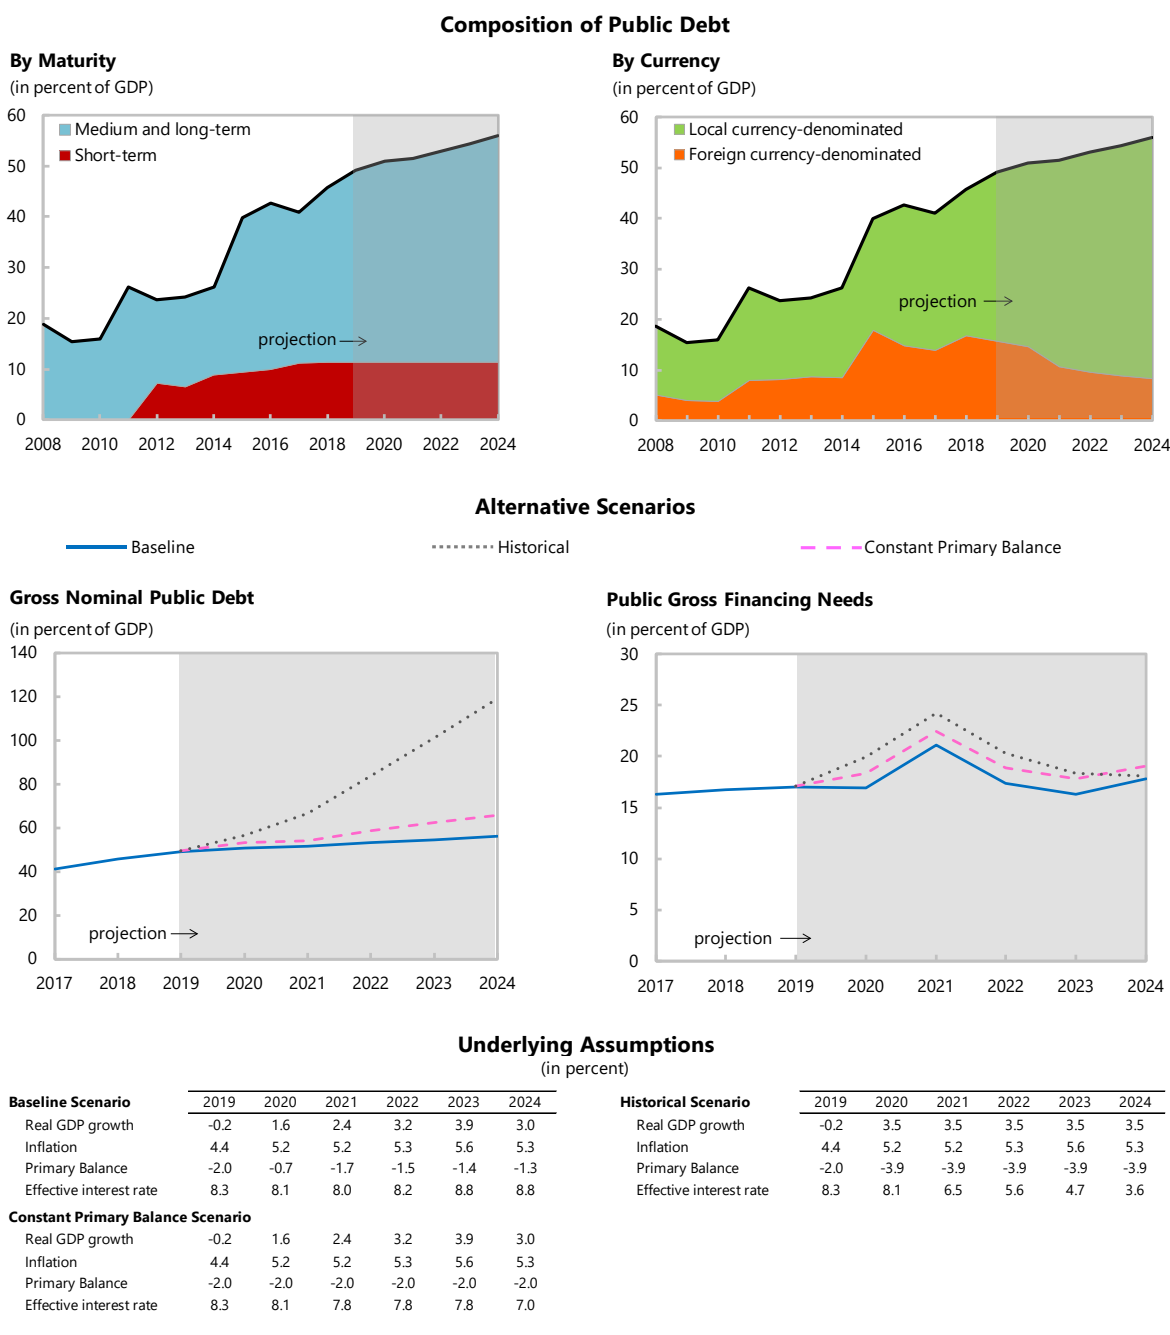 Composition of Public Debt
By Maturity
(in percent of GDP)
60
50
40
30
20
10
0
Medium and long-term
Short-term
projection
2008 2010 2012 2014 2016 2018 2020 2022 2024
By Currency
(in percent of GDP)
60
50
40
30
20
10
0
Local currency-denominated
Foreign currency-denominated
projection
2008 2010 2012 2014 2016 2018 2020 2022 2024
Alternative Scenarios
Baseline Historical Constant Primary Balance
Gross Nominal Public Debt
(in percent of GDP)
140
120
100
80
60
40
20
0
projection
2017 2018 2019 2020 2021 2022 2023 2024
Public Gross Financing Needs
(in percent of GDP)
30
25
20
15
10
5
0
projection
2017 2018 2019 2020 2021 2022 2023 2024
Underlying Assumptions
(in percent)
Baseline Scenario 2019 2020 2021 2022 2023 2024
Real GDP growth -0.2 1.6 2.4 3.2 3.9 3.0
Inflation 4.4 5.2 5.2 5.3 5.6 5.3
Primary Balance -2.0 -0.7 -1.7 -1.5 -1.4 -1.3
Effective interest rate 8.3 8.1 8.0 8.2 8.8 8.8
Constant Primary Balance Scenario
Real GDP growth -0.2 1.6 2.4 3.2 3.9 3.0
Inflation 4.4 5.2 5.2 5.3 5.6 5.3
Primary Balance -2.0 -2.0 -2.0 -2.0 -2.0 -2.0
Effective interest rate 8.3 8.1 7.8 7.8 7.8 7.0
Historical Scenario 2019 2020 2021 2022 2023 2024
Real GDP growth -0.2 3.5 3.5 3.5 3.5 3.5
Inflation 4.4 5.2 5.2 5.3 5.6 5.3
Primary Balance -2.0 -3.9 -3.9 -3.9 -3.9 -3.9
Effective interest rate 8.3 8.1 6.5 5.6 4.7 3.6